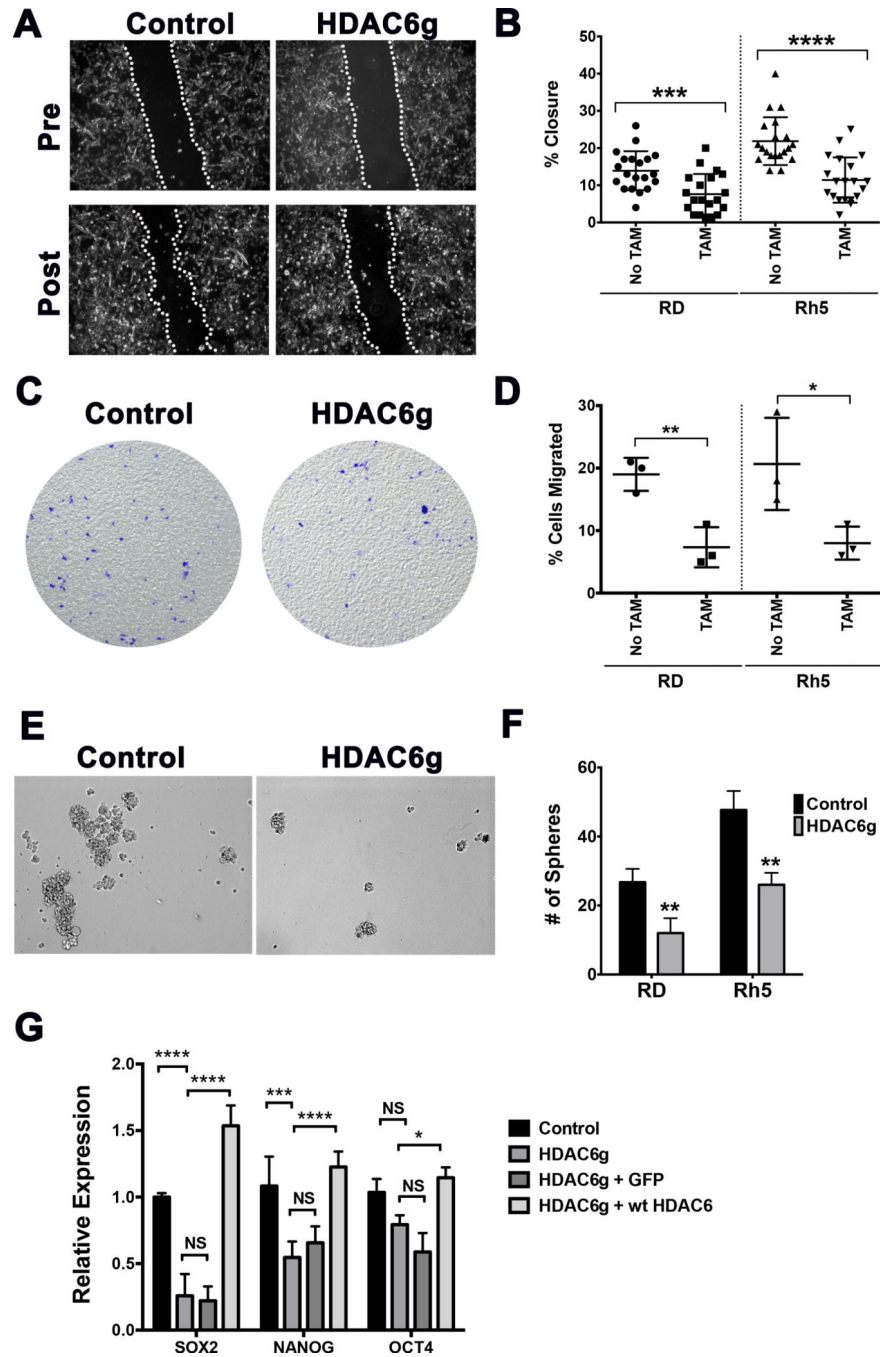 A
Control HDAC6g
Pre
Post
B
% Closure
50
40
30
20
10
0
*** ****
No TAM TAM No TAM TAM
RD Rh5
C
Control HDAC6g
D
% Cells Migrated
30
20
10
0
** *
No TAM TAM No TAM TAM
RD Rh5
E
Control HDAC6g
F
# of Spheres
60
40
20
0
** **
RD Rh5
Control
HDAC6g
G
Relative Expression
2.0
1.5
1.0
0.5
0.0
**** **** NS
*** **** NS
NS * NS
SOX2 NANOG OCT4
Control
HDAC6g
HDAC6g + GFP
HDAC6g + wt HDAC6